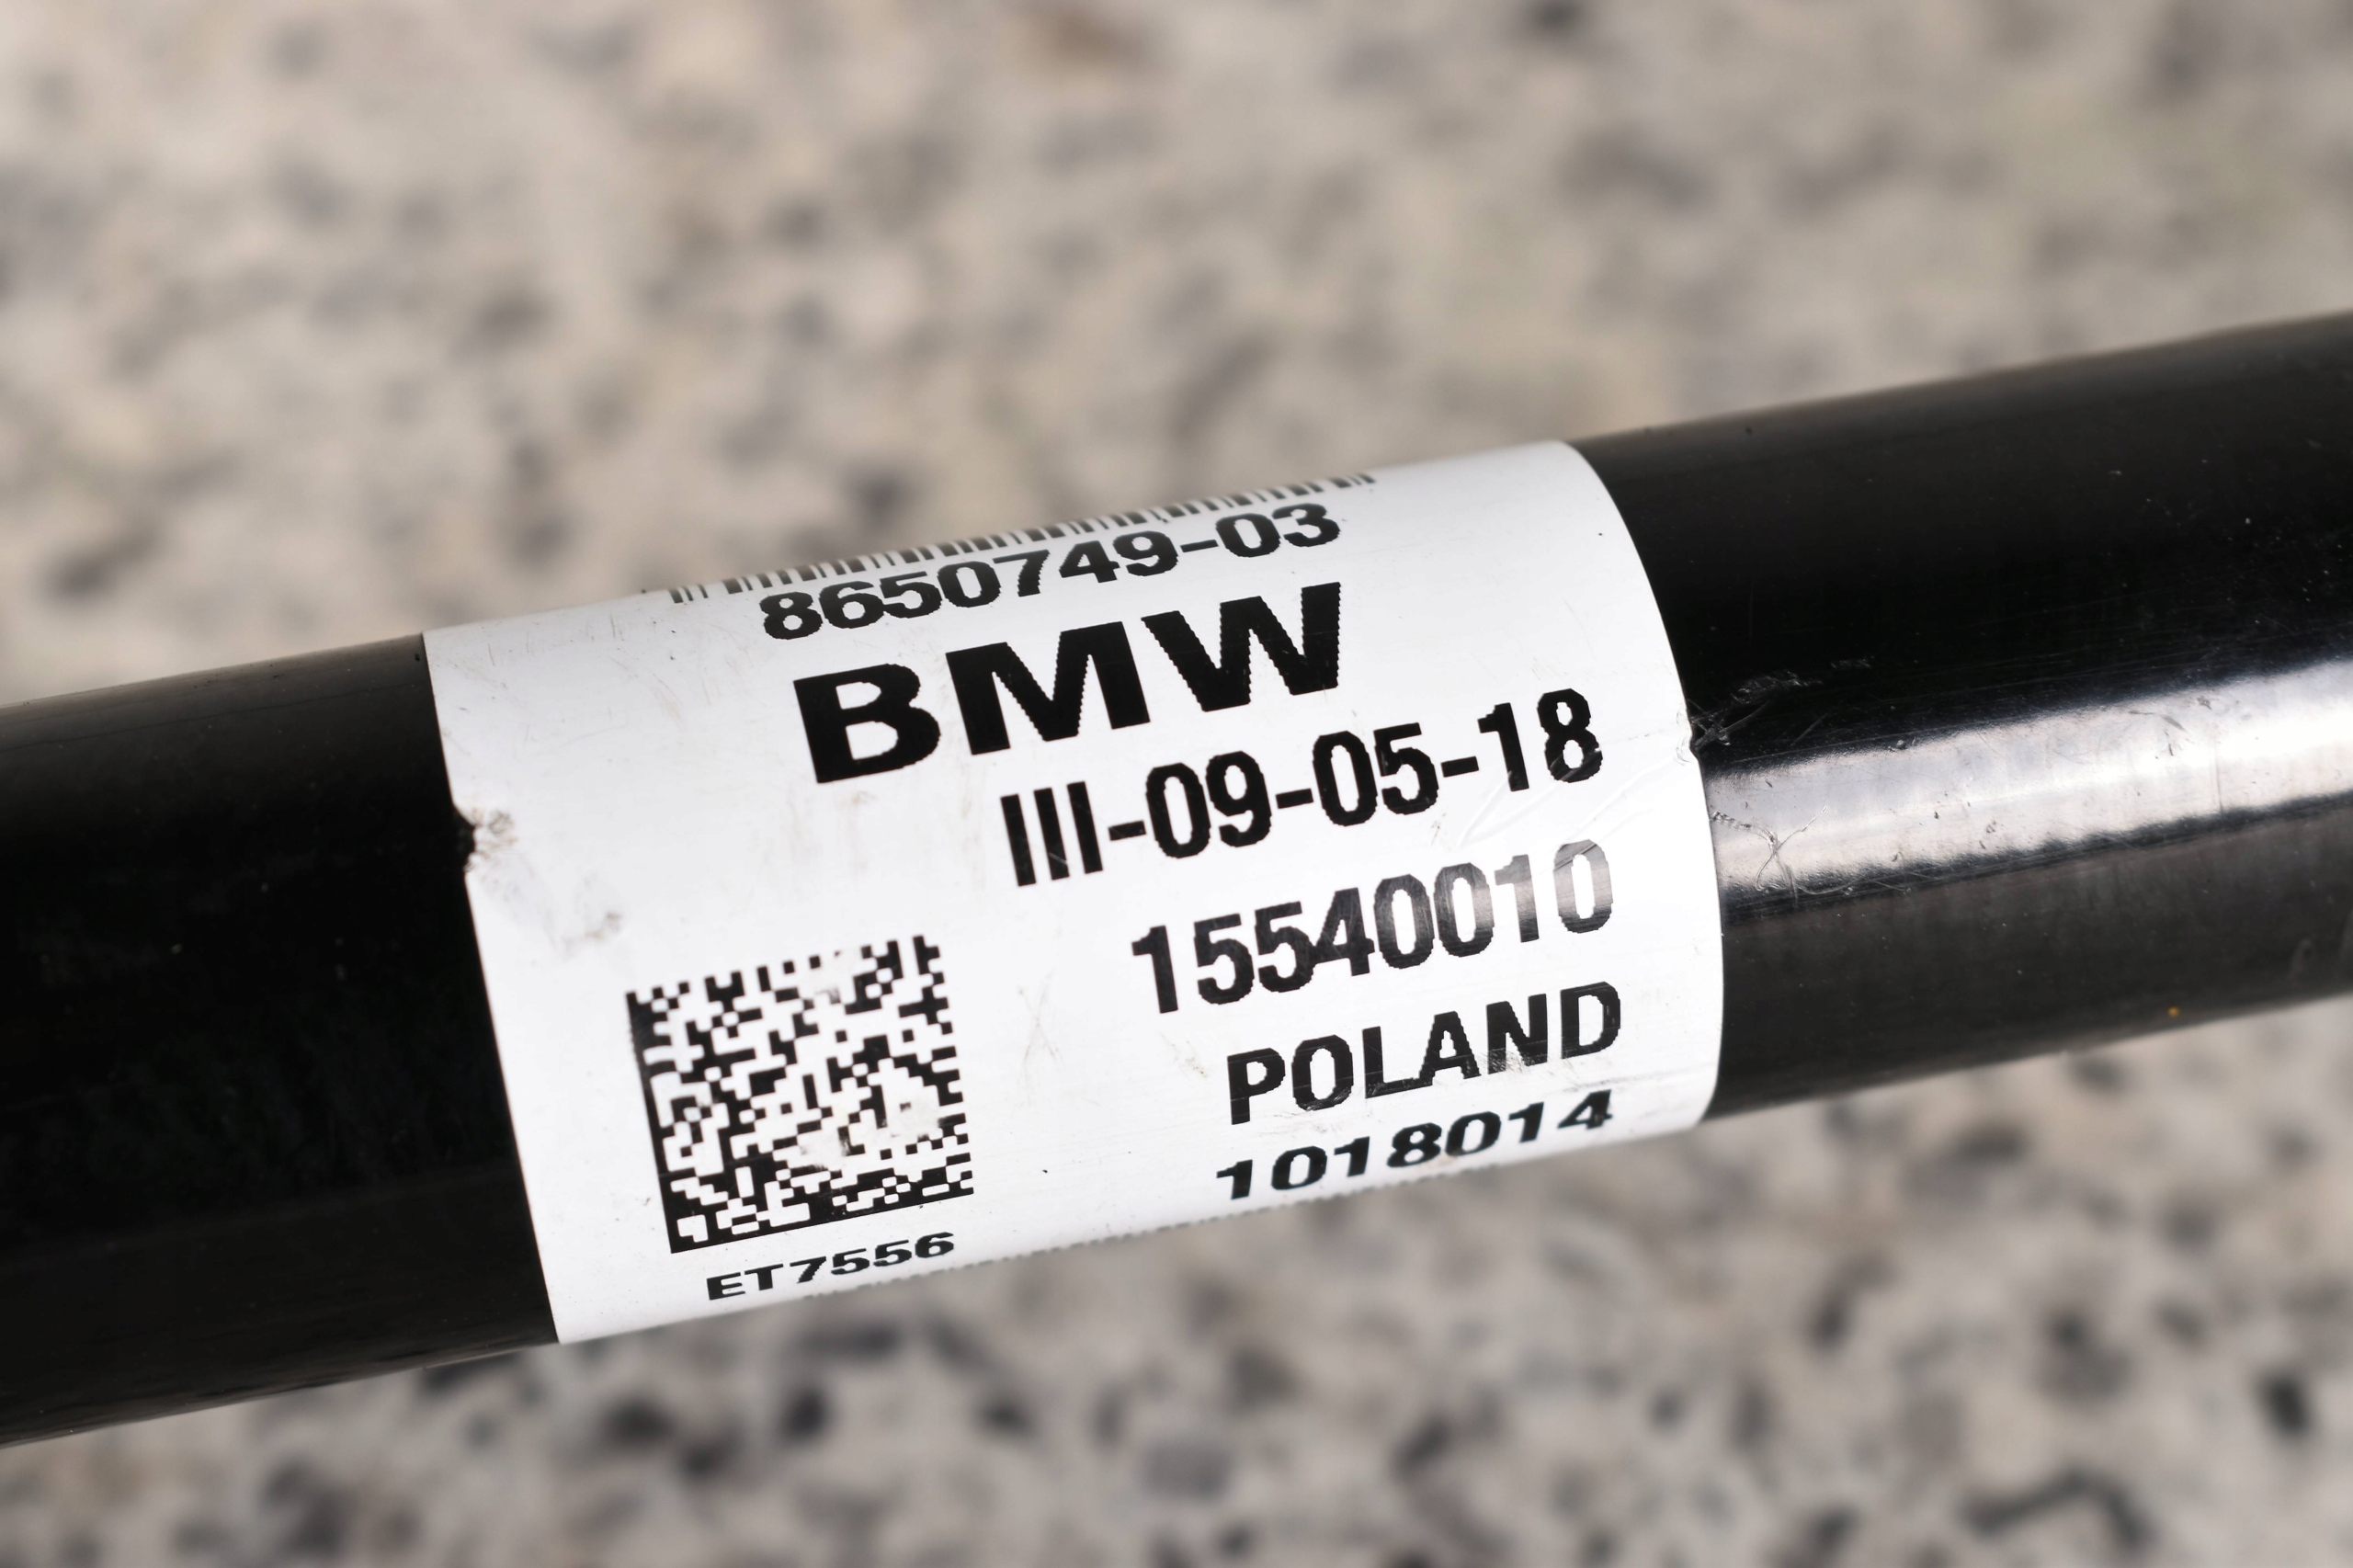 8650749-03
BMW
III-09-05-18
15540010
POLAND
1018014
ET7556